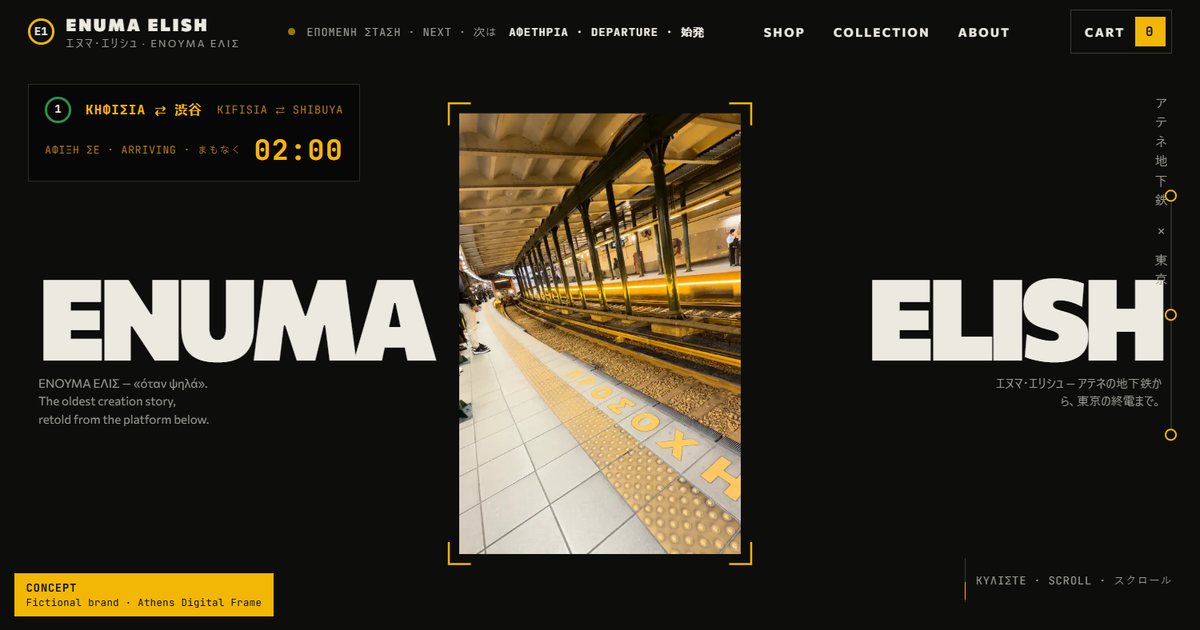 E1
ENUMA ELISH
エヌマ・エリシュ · ΕΝΟΥΜΑ ΕΛΙΣ
ΕΠΟΜΕΝΗ ΣΤΑΣΗ · NEXT · 次は ΑΦΕΤΗΡΙΑ · DEPARTURE · 始発
SHOP COLLECTION ABOUT
CART 0
1 ΚΗΦΙΣΙΑ ⇄ 渋谷 KIFISIA ⇄ SHIBUYA
ΑΦΙΞΗ ΣΕ · ARRIVING · まもなく 02:00
アテネ地下鉄 × 東京
ENUMA
ELISH
ΕΝΟΥΜΑ ΕΛΙΣ — «όταν ψηλά».
The oldest creation story,
retold from the platform below.
エヌマ・エリシュ — アテネの地下鉄か
ら、東京の終電まで。
ΠΡΟΣΟΧΗ
CONCEPT
Fictional brand · Athens Digital Frame
ΚΥΛΙΣΤΕ · SCROLL · スクロール